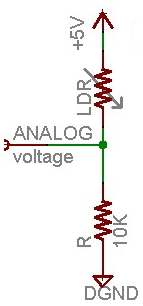 +5V
LDR
ANALOG
voltage
R
10K
DGND